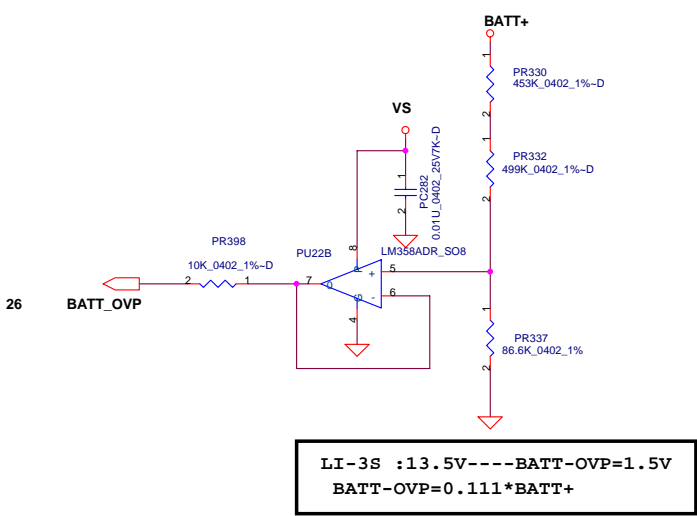 BATT+
1
PR330
453K_0402_1%~D
2
1
PR332
499K_0402_1%~D
2
VS
1
PC282
0.01U_0402_25V7K~D
2
PR398
10K_0402_1%~D
2
1
PU22B
LM358ADR_SO8
8
P
+
5
7
0
-
6
G
4
26
BATT_OVP
1
PR337
86.6K_0402_1%
2
LI-3S :13.5V----BATT-OVP=1.5V
BATT-OVP=0.111*BATT+